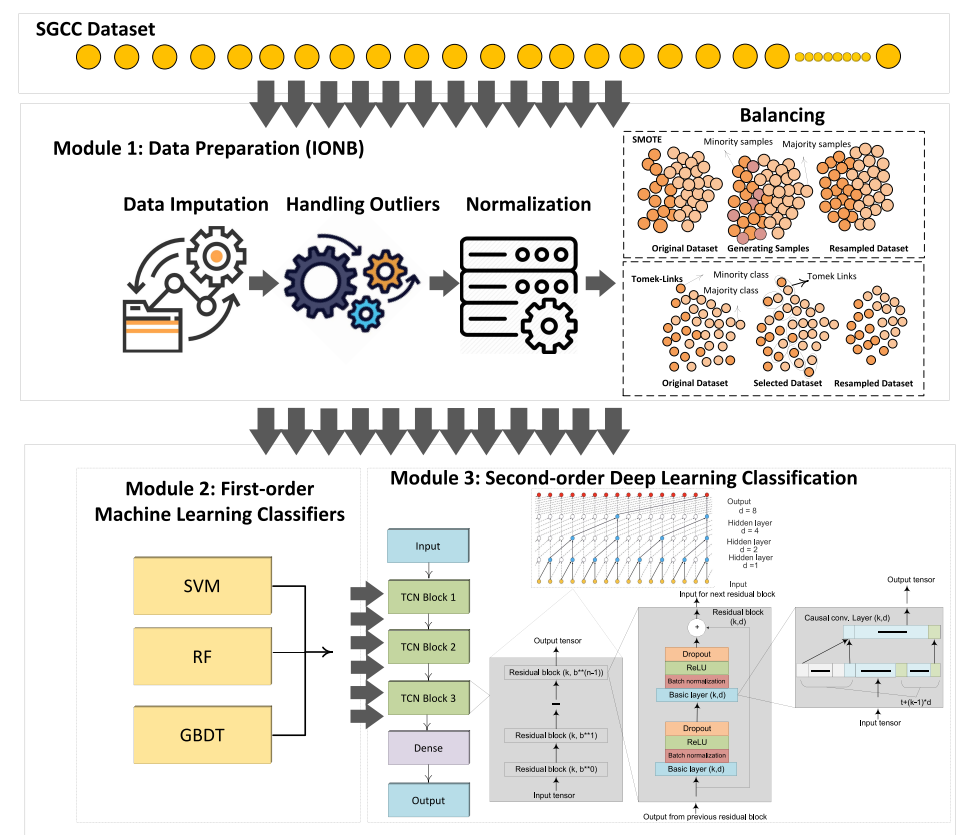 SGCC Dataset
Module 1: Data Preparation (IONB)
Data Imputation
Handling Outliers
Normalization
Balancing
SMOTE
Minority samples
Majority samples
Original Dataset
Generating Samples
Resampled Dataset
Tomek-Links
Minority class
Majority class
Tomek Links
Original Dataset
Selected Dataset
Resampled Dataset
Module 2: First-order
Machine Learning Classifiers
SVM
RF
GBDT
Module 3: Second-order Deep Learning Classification
Input
TCN Block 1
TCN Block 2
TCN Block 3
Dense
Output
Output
d = 8
Hidden layer
d = 4
Hidden layer
d = 2
Hidden layer
d =1
Input
Output tensor
Residual block (k, b**(n-1))
Residual block (k, b**1)
Residual block (k, b**0)
Input tensor
Input for next residual block
Residual block
(k,d)
+
Dropout
ReLU
Batch normalization
Basic layer (k,d)
Dropout
ReLU
Batch normalization
Basic layer (k,d)
Output from previous residual block
Output tensor
Causal conv. Layer (k,d)
t+(k-1)*d
Input tensor